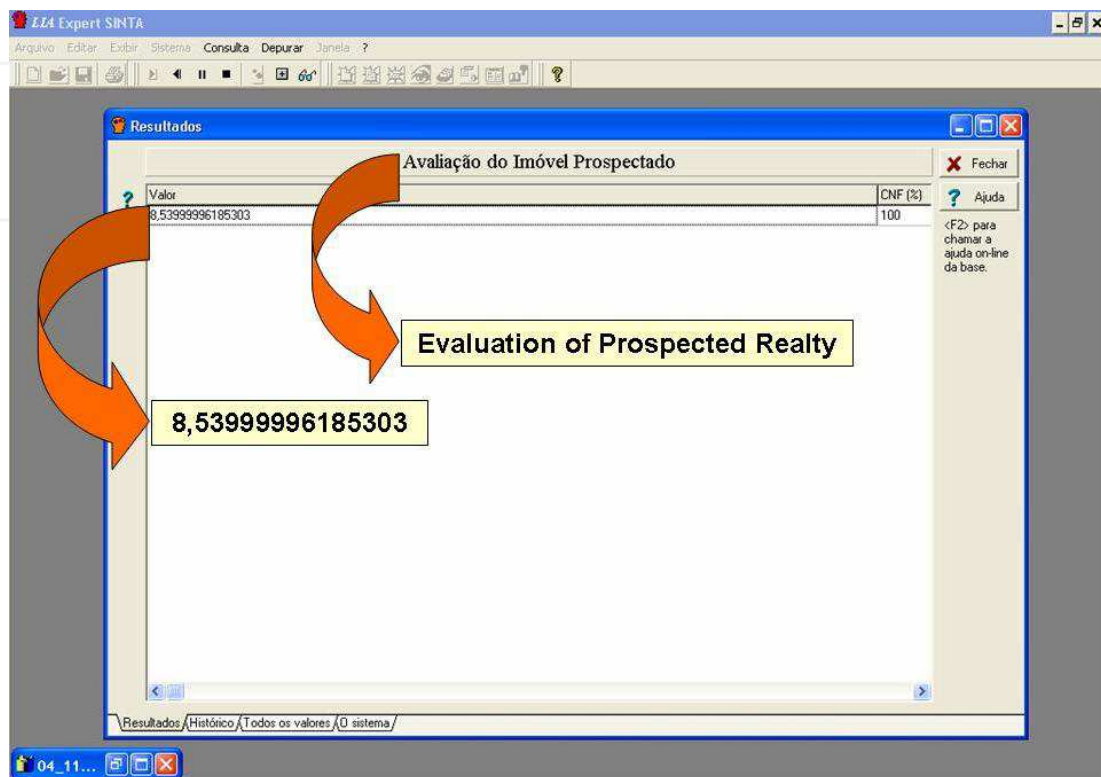 LIA Expert SINTA
Arquivo Editar Exibir Sistema Consulta Depurar Janela ?
Resultados
Avaliação do Imóvel Prospectado
Fechar
Valor CNF (%)
Ajuda
8,53999996185303 100
<F2> para
chamar a
ajuda on-line
da base.
Evaluation of Prospected Realty
8,53999996185303
Resultados Histórico Todos os valores O sistema
04_11...